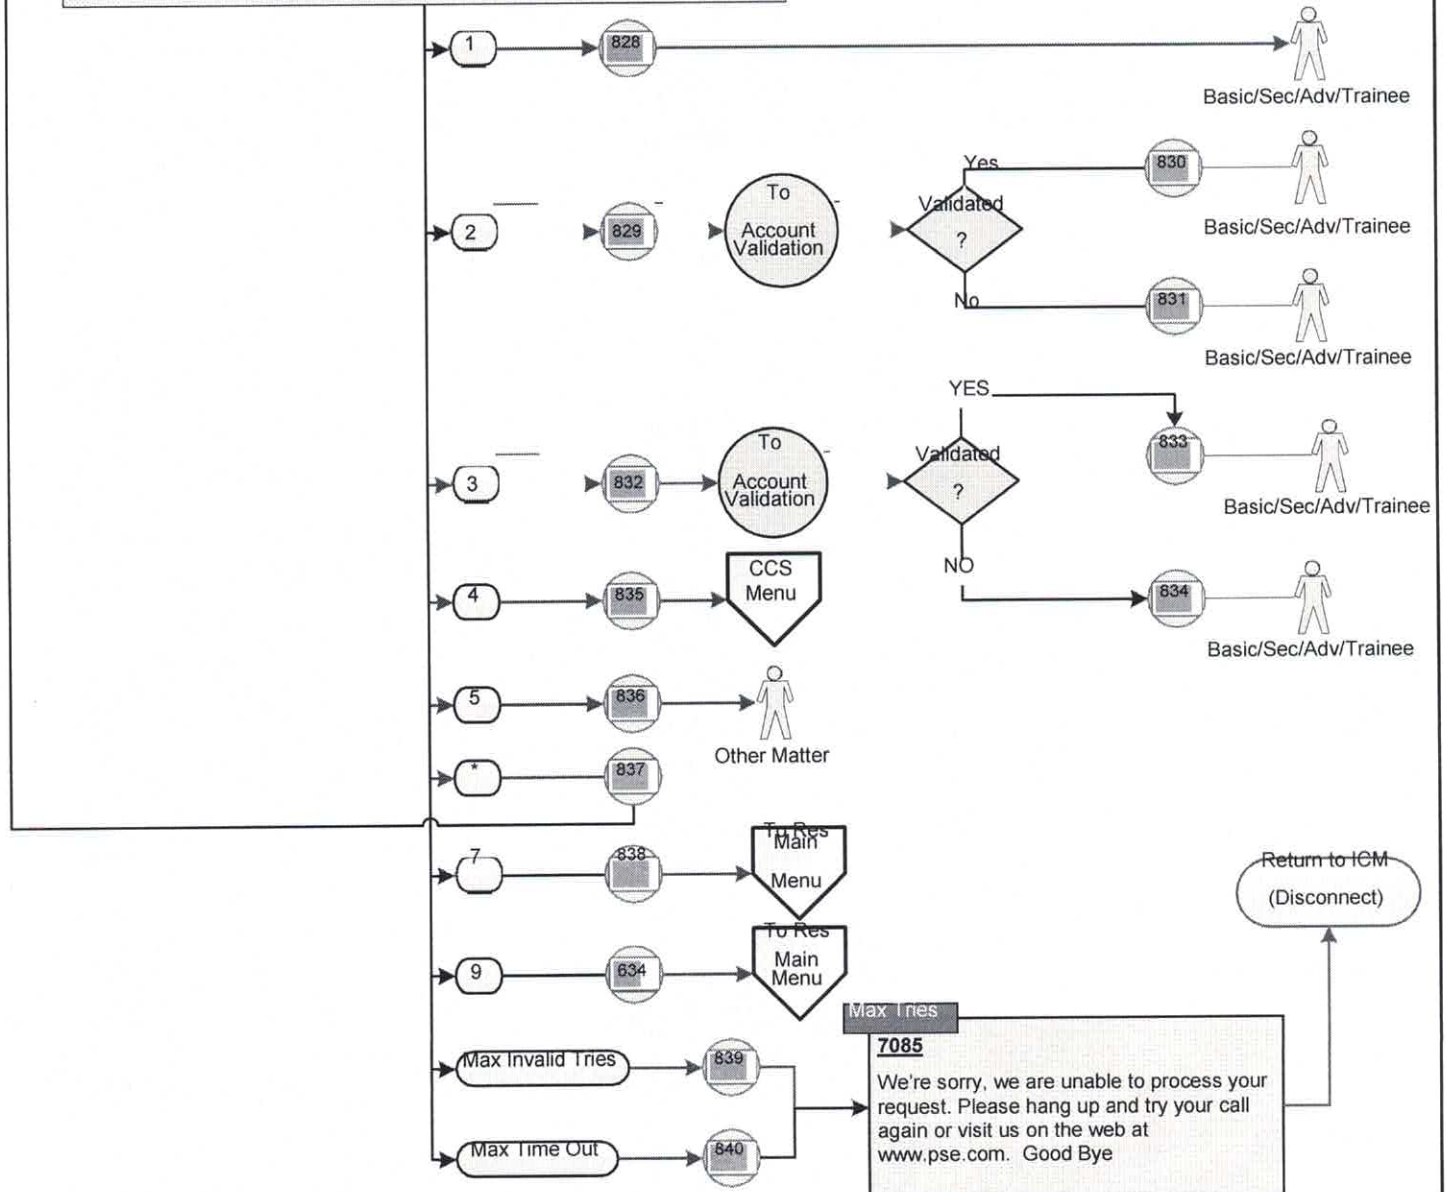 1
828
Basic/Sec/Adv/Trainee
Yes
830
To
Validated
Basic/Sec/Adv/Trainee
2
829
Account
Validation
?
No
831
Basic/Sec/Adv/Trainee
YES
833
To
Validated
3
832
Account
Validation
?
Basic/Sec/Adv/Trainee
NO
CCS
Menu
4
835
834
Basic/Sec/Adv/Trainee
5
836
Other Matter
*
837
To Res
Main
Menu
7
838
Return to ICM
(Disconnect)
To Res
Main
Menu
9
634
Max Tries
7085
Max Invalid Tries
839
We're sorry, we are unable to process your
request. Please hang up and try your call
again or visit us on the web at
www.pse.com. Good Bye
Max Time Out
840